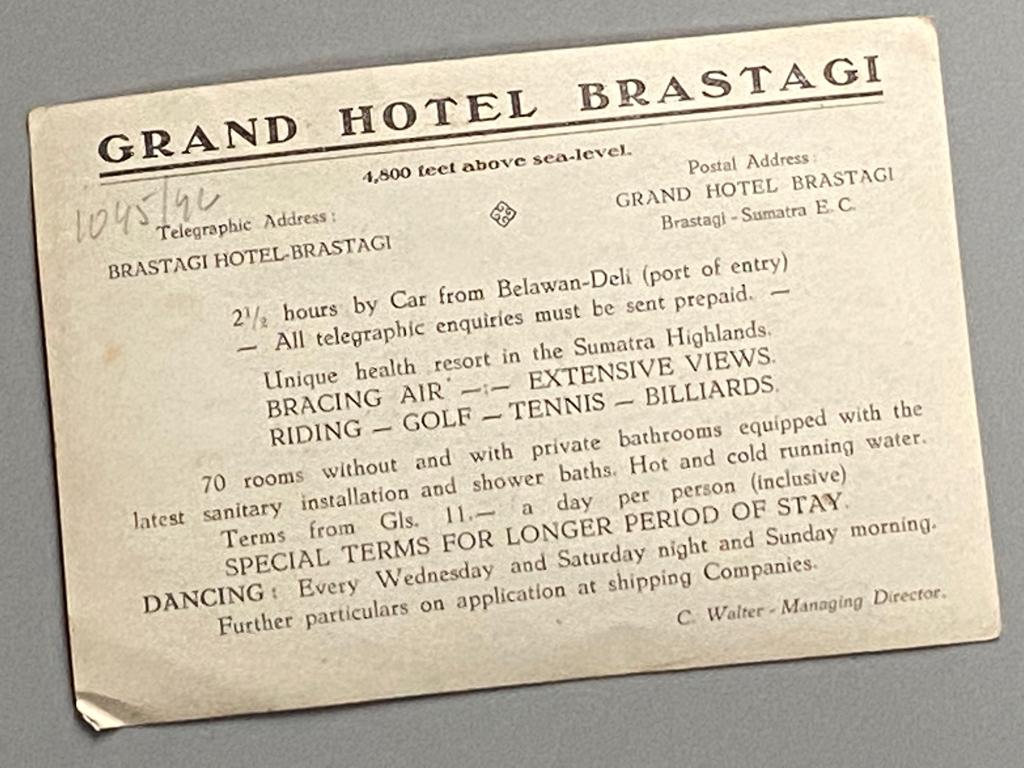 GRAND HOTEL BRASTAGI
4,800 feet above sea-level.
Telegraphic Address:
BRASTAGI HOTEL-BRASTAGI
Postal Address:
GRAND HOTEL BRASTAGI
Brastagi - Sumatra E. C.
2½ hours by Car from Belawan-Deli (port of entry)
— All telegraphic enquiries must be sent prepaid. —
Unique health resort in the Sumatra Highlands.
BRACING AIR —:— EXTENSIVE VIEWS.
RIDING — GOLF — TENNIS — BILLIARDS.
70 rooms without and with private bathrooms equipped with the
latest sanitary installation and shower baths. Hot and cold running water.
Terms from Gls. 11.— a day per person (inclusive)
SPECIAL TERMS FOR LONGER PERIOD OF STAY.
DANCING: Every Wednesday and Saturday night and Sunday morning.
Further particulars on application at shipping Companies.
C. Walter - Managing Director.